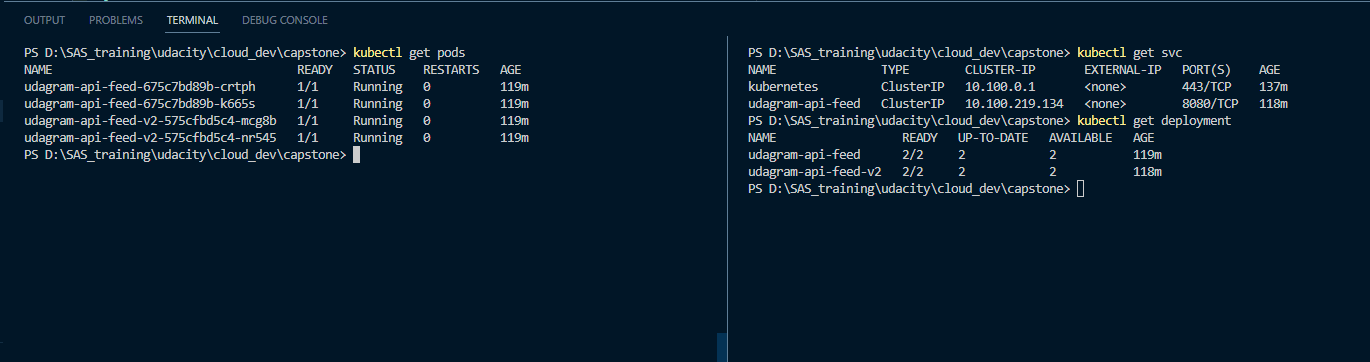 OUTPUT PROBLEMS TERMINAL DEBUG CONSOLE
PS D:\SAS_training\udacity\cloud_dev\capstone> kubectl get pods
NAME READY STATUS RESTARTS AGE
udagram-api-feed-675c7bd89b-crtph 1/1 Running 0 119m
udagram-api-feed-675c7bd89b-k665s 1/1 Running 0 119m
udagram-api-feed-v2-575cfbd5c4-mcg8b 1/1 Running 0 119m
udagram-api-feed-v2-575cfbd5c4-nr545 1/1 Running 0 119m
PS D:\SAS_training\udacity\cloud_dev\capstone>
PS D:\SAS_training\udacity\cloud_dev\capstone> kubectl get svc
NAME TYPE CLUSTER-IP EXTERNAL-IP PORT(S) AGE
kubernetes ClusterIP 10.100.0.1 <none> 443/TCP 137m
udagram-api-feed ClusterIP 10.100.219.134 <none> 8080/TCP 118m
PS D:\SAS_training\udacity\cloud_dev\capstone> kubectl get deployment
NAME READY UP-TO-DATE AVAILABLE AGE
udagram-api-feed 2/2 2 2 119m
udagram-api-feed-v2 2/2 2 2 118m
PS D:\SAS_training\udacity\cloud_dev\capstone>